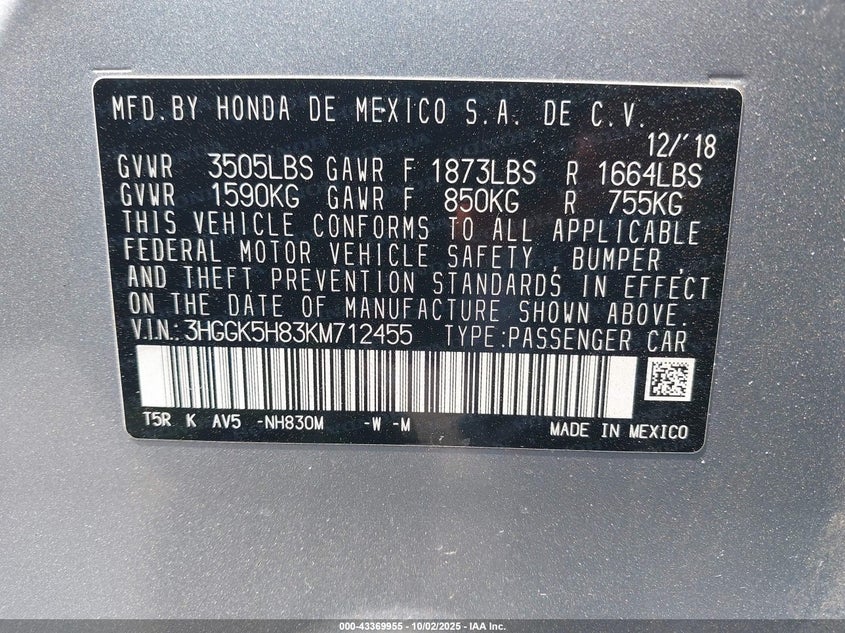 MFD.BY HONDA DE MEXICO S.A. DE C.V.
12/'18
GVWR 3505LBS GAWR F 1873LBS R 1664LBS
GVWR 1590KG GAWR F 850KG R 755KG
THIS VEHICLE CONFORMS TO ALL APPLICABLE
FEDERAL MOTOR VEHICLE SAFETY , BUMPER ,
AND THEFT PREVENTION STANDARDS IN EFFECT
ON THE DATE OF MANUFACTURE SHOWN ABOVE.
V.I.N.: 3HGGK5H83KM712455 TYPE:PASSENGER CAR
T5R K AV5 -NH830M -W -M
MADE IN MEXICO
000-43369955 - 10/02/2025 - IAA Inc.